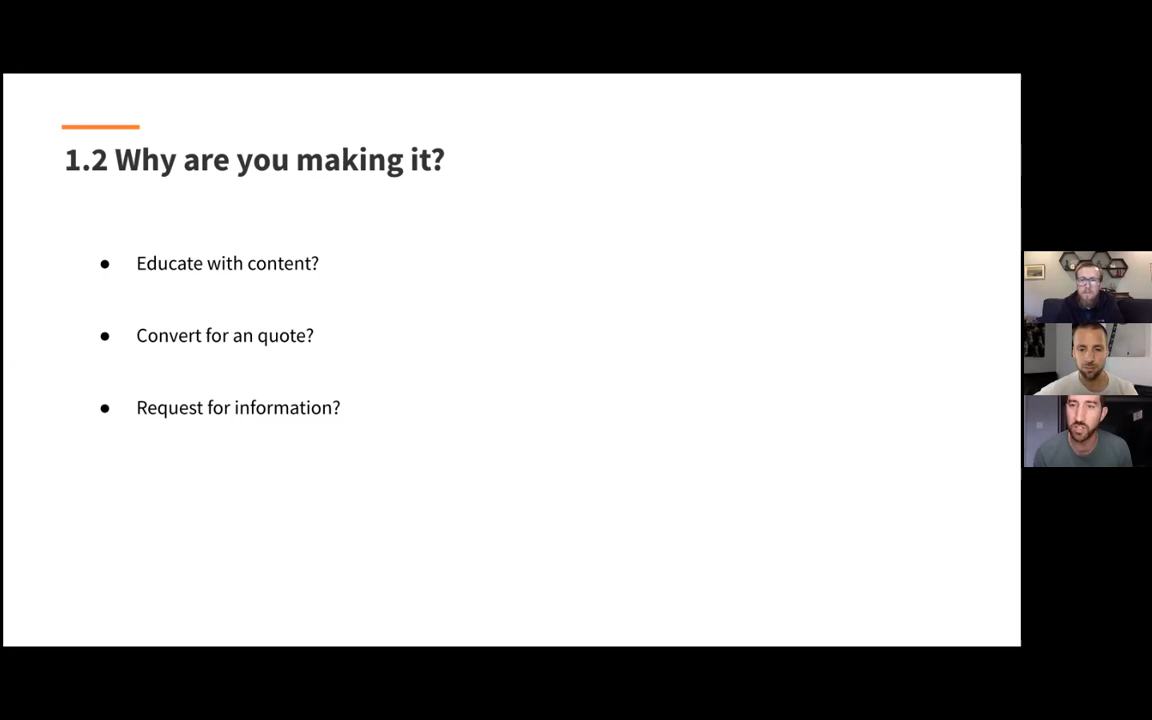 1.2 Why are you making it?
● Educate with content?
● Convert for an quote?
● Request for information?